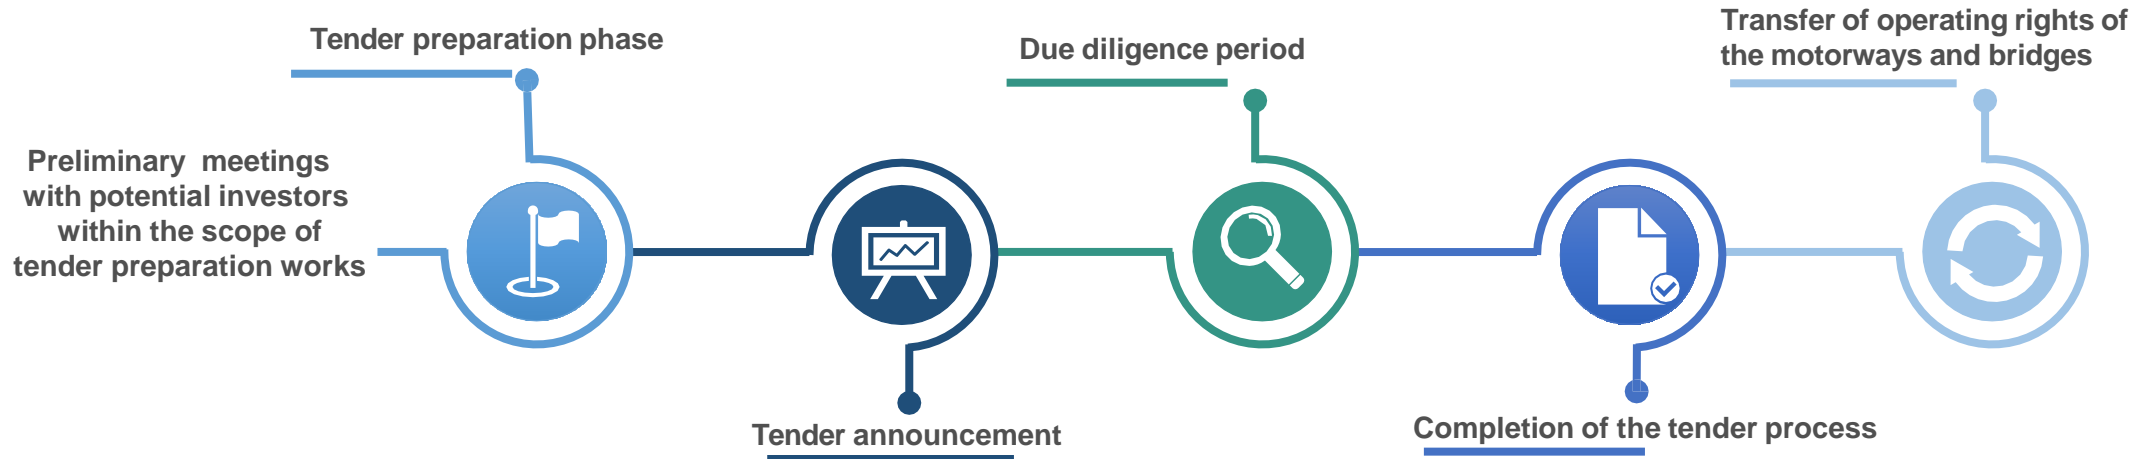 Preliminary meetings
with potential investors
within the scope of
tender preparation works
Tender preparation phase
Tender announcement
Due diligence period
Completion of the tender process
Transfer of operating rights of
the motorways and bridges